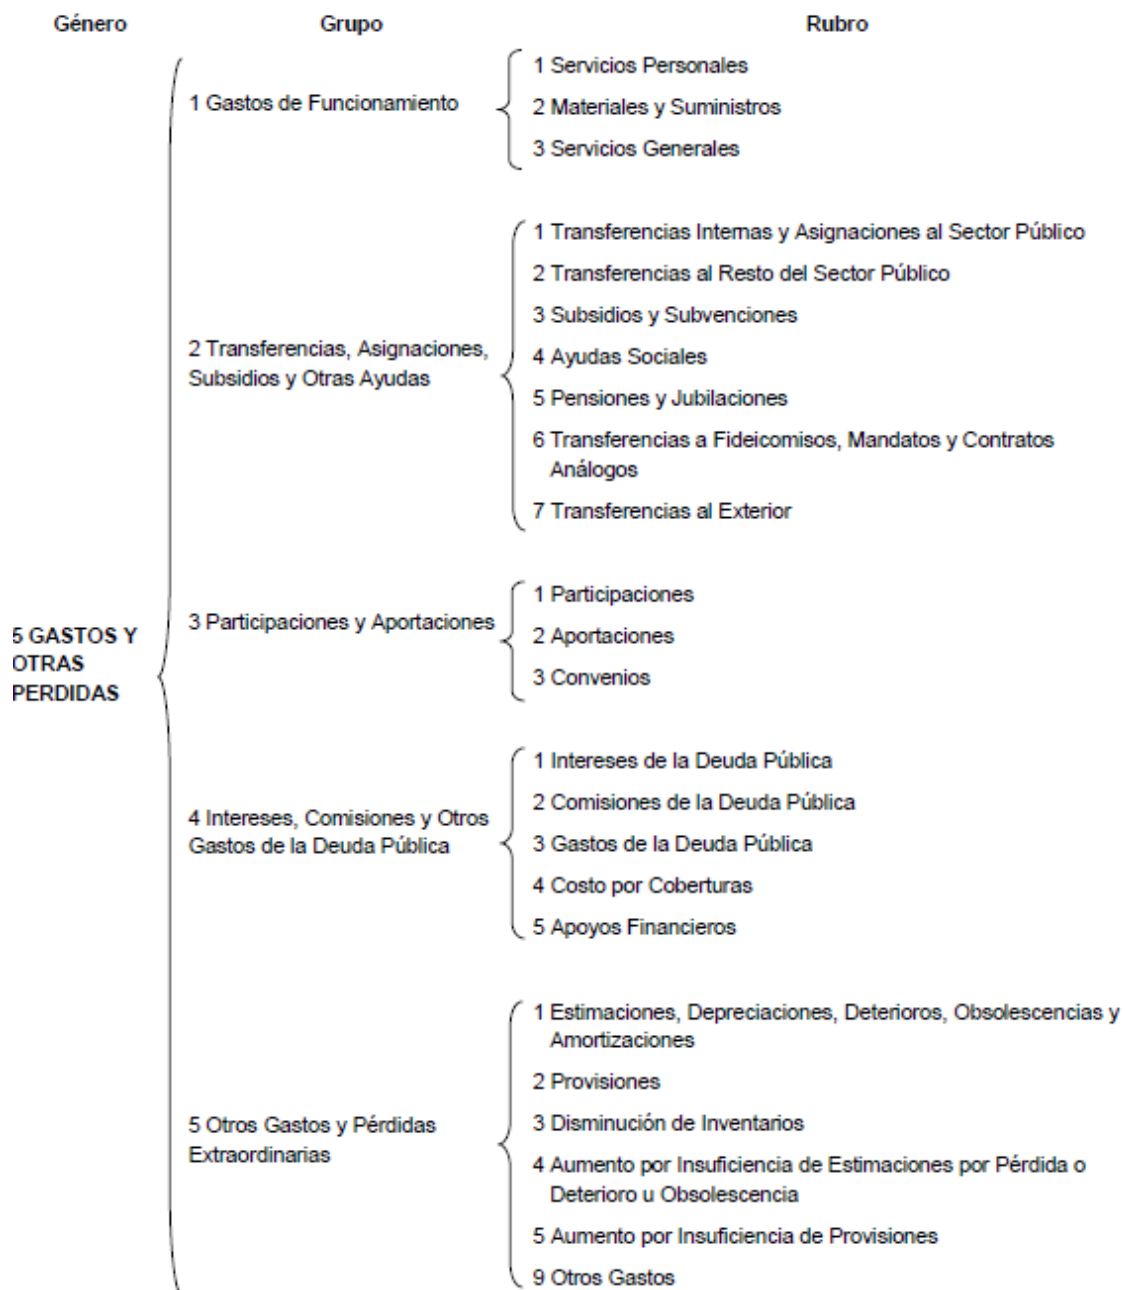 Género Grupo Rubro
1 Gastos de Funcionamiento
1 Servicios Personales
2 Materiales y Suministros
3 Servicios Generales
2 Transferencias, Asignaciones,
Subsidios y Otras Ayudas
1 Transferencias Internas y Asignaciones al Sector Público
2 Transferencias al Resto del Sector Público
3 Subsidios y Subvenciones
4 Ayudas Sociales
5 Pensiones y Jubilaciones
6 Transferencias a Fideicomisos, Mandatos y Contratos
Análogos
7 Transferencias al Exterior
5 GASTOS Y
OTRAS
PERDIDAS
3 Participaciones y Aportaciones
1 Participaciones
2 Aportaciones
3 Convenios
4 Intereses, Comisiones y Otros
Gastos de la Deuda Pública
1 Intereses de la Deuda Pública
2 Comisiones de la Deuda Pública
3 Gastos de la Deuda Pública
4 Costo por Coberturas
5 Apoyos Financieros
5 Otros Gastos y Pérdidas
Extraordinarias
1 Estimaciones, Depreciaciones, Deterioros, Obsolescencias y
Amortizaciones
2 Provisiones
3 Disminución de Inventarios
4 Aumento por Insuficiencia de Estimaciones por Pérdida o
Deterioro u Obsolescencia
5 Aumento por Insuficiencia de Provisiones
9 Otros Gastos